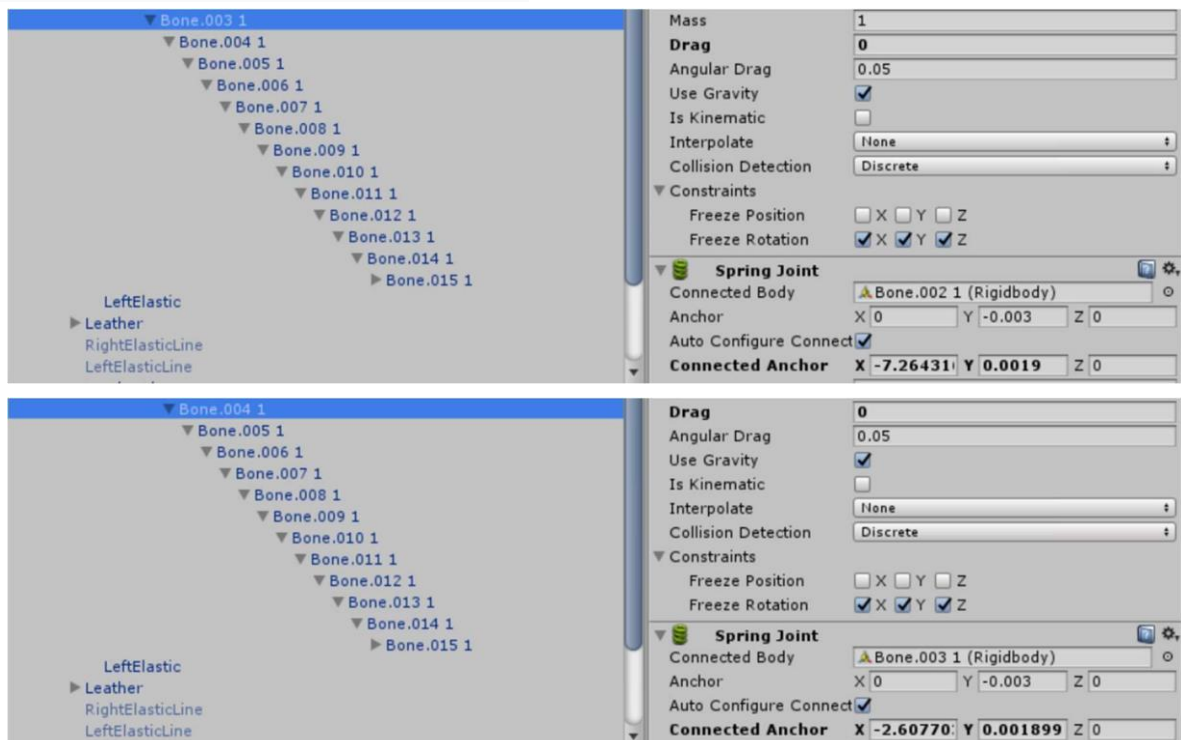 Bone.003 1
Bone.004 1
Bone.005 1
Bone.006 1
Bone.007 1
Bone.008 1
Bone.009 1
Bone.010 1
Bone.011 1
Bone.012 1
Bone.013 1
Bone.014 1
Bone.015 1
LeftElastic
Leather
RightElasticLine
LeftElasticLine
Mass 1
Drag 0
Angular Drag 0.05
Use Gravity
Is Kinematic
Interpolate None
Collision Detection Discrete
Constraints
Freeze Position X Y Z
Freeze Rotation X Y Z
Spring Joint
Connected Body Bone.002 1 (Rigidbody)
Anchor X 0 Y -0.003 Z 0
Auto Configure Connect
Connected Anchor X -7.26431 Y 0.0019 Z 0
Bone.004 1
Bone.005 1
Bone.006 1
Bone.007 1
Bone.008 1
Bone.009 1
Bone.010 1
Bone.011 1
Bone.012 1
Bone.013 1
Bone.014 1
Bone.015 1
LeftElastic
Leather
RightElasticLine
LeftElasticLine
Drag 0
Angular Drag 0.05
Use Gravity
Is Kinematic
Interpolate None
Collision Detection Discrete
Constraints
Freeze Position X Y Z
Freeze Rotation X Y Z
Spring Joint
Connected Body Bone.003 1 (Rigidbody)
Anchor X 0 Y -0.003 Z 0
Auto Configure Connect
Connected Anchor X -2.60770 Y 0.001899 Z 0